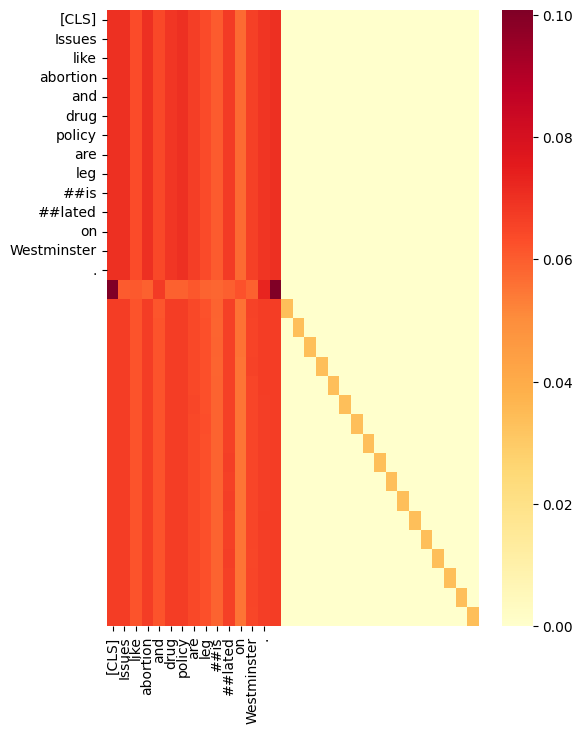 [CLS]
Issues
like
abortion
and
drug
policy
are
leg
##is
##lated
on
Westminster
.
0.10
0.08
0.06
0.04
0.02
0.00
[CLS]
Issues
like
abortion
and
drug
policy
are
leg
##is
##lated
on
Westminster
.